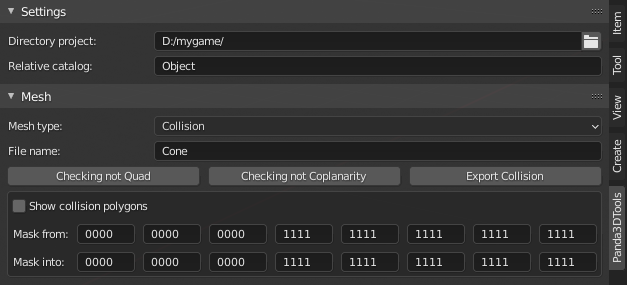 Settings
Directory project: D:/mygame/
Relative catalog: Object
Mesh
Mesh type: Collision
File name: Cone
Checking not Quad Checking not Coplanarity Export Collision
Show collision polygons
Mask from: 0000 0000 0000 1111 1111 1111 1111 1111
Mask into: 0000 0000 0000 1111 1111 1111 1111 1111
Item
Tool
View
Create
Panda3DTools